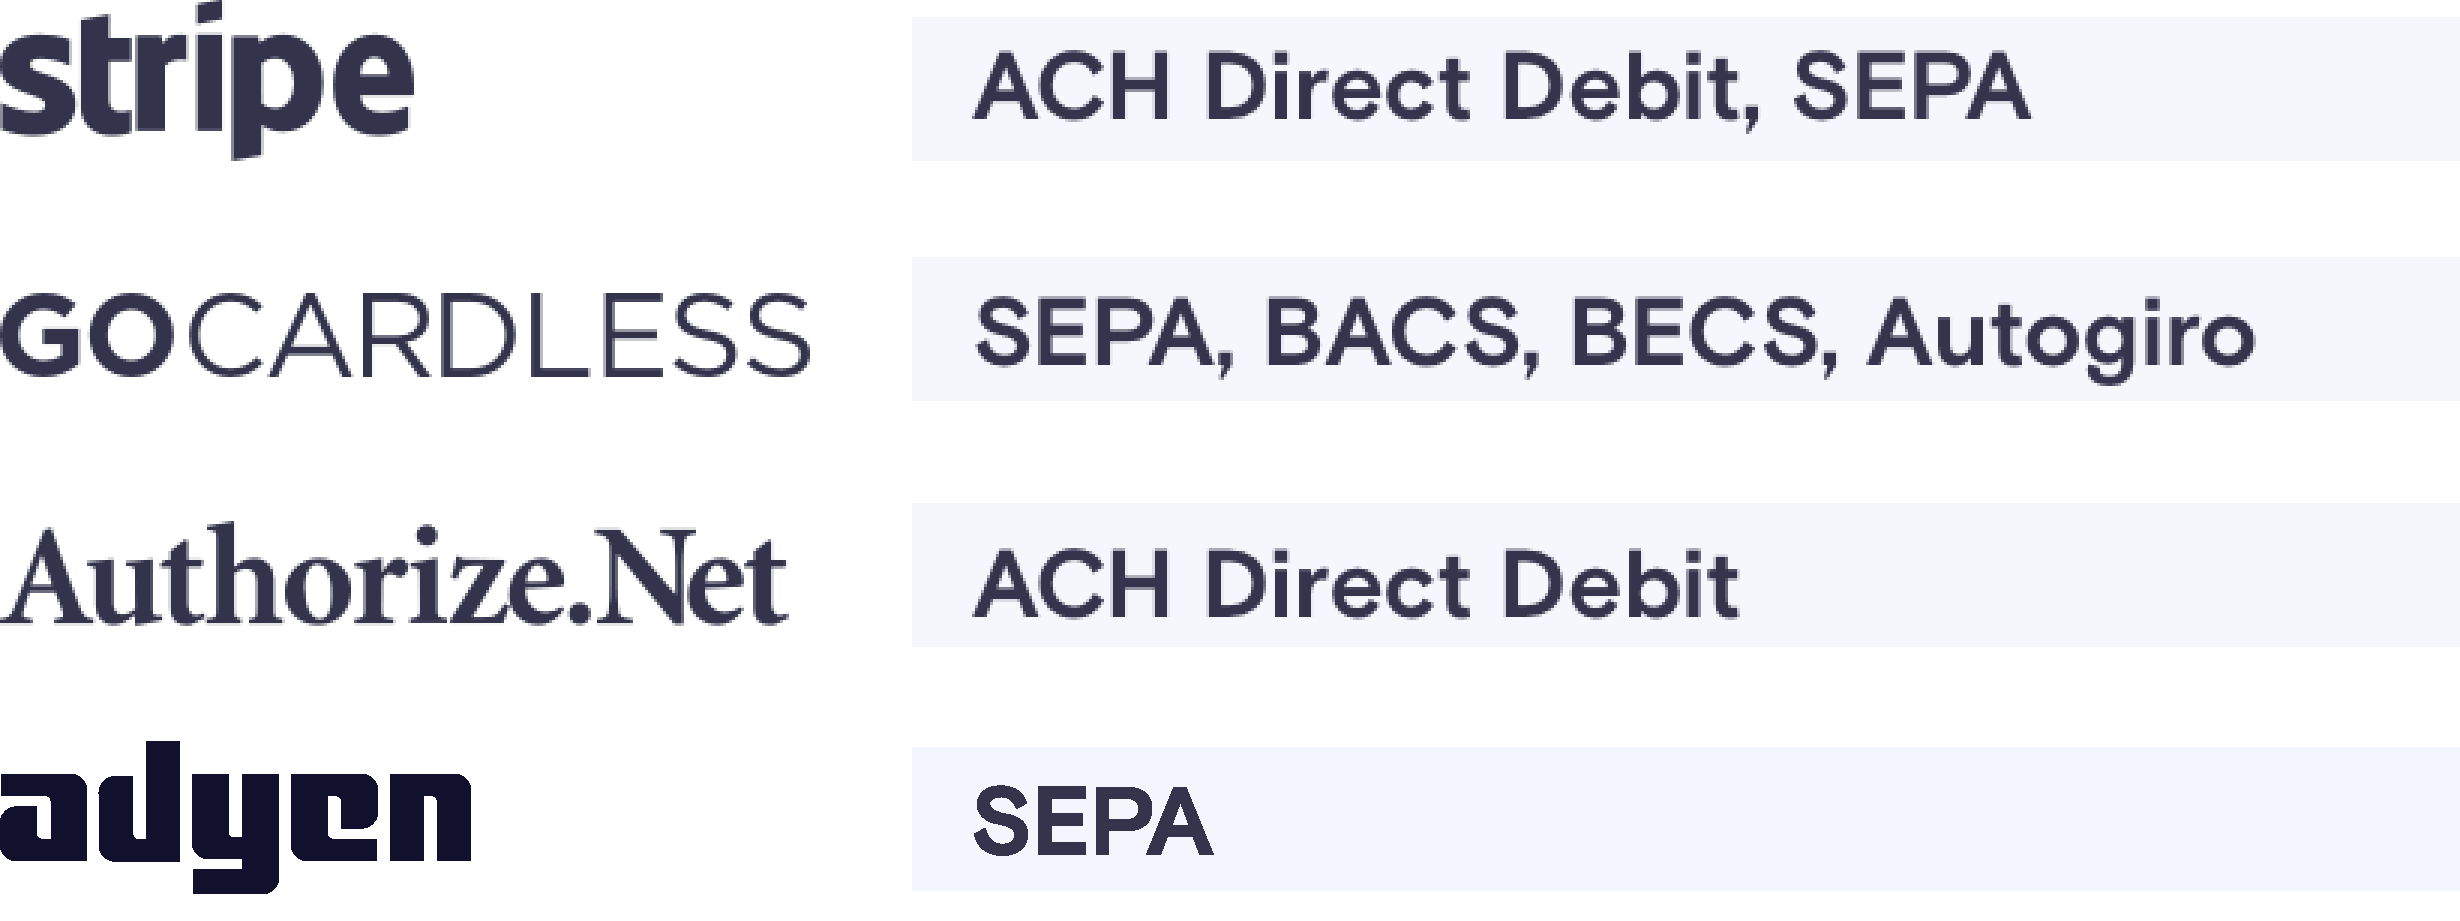 stripe ACH Direct Debit, SEPA
GOCARDLESS SEPA, BACS, BECS, Autogiro
Authorize.Net ACH Direct Debit
adyen SEPA